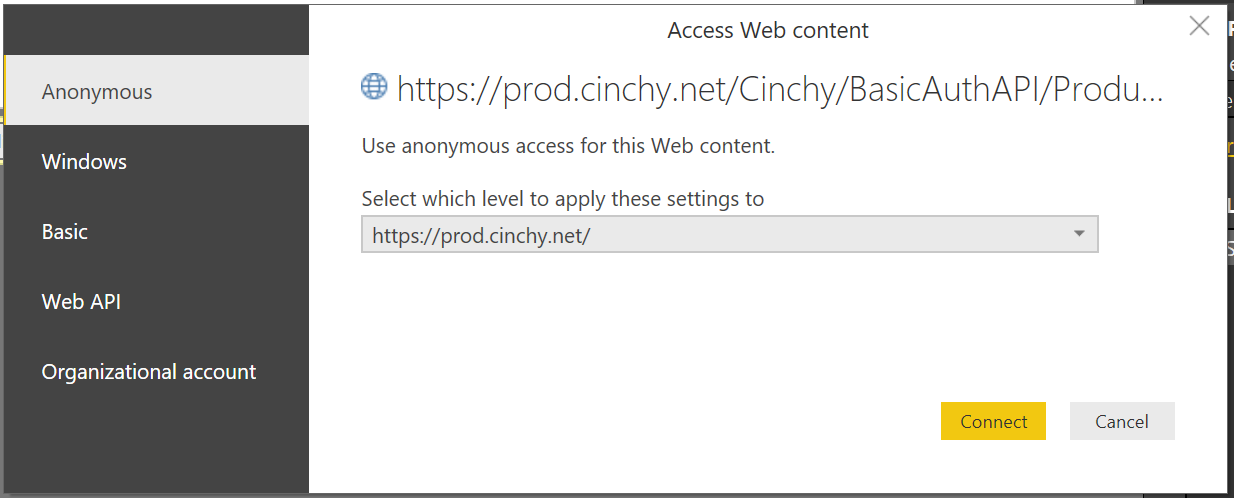 Access Web content
Anonymous
Windows
Basic
Web API
Organizational account
https://prod.cinchy.net/Cinchy/BasicAuthAPI/Produ...
Use anonymous access for this Web content.
Select which level to apply these settings to
https://prod.cinchy.net/
Connect
Cancel